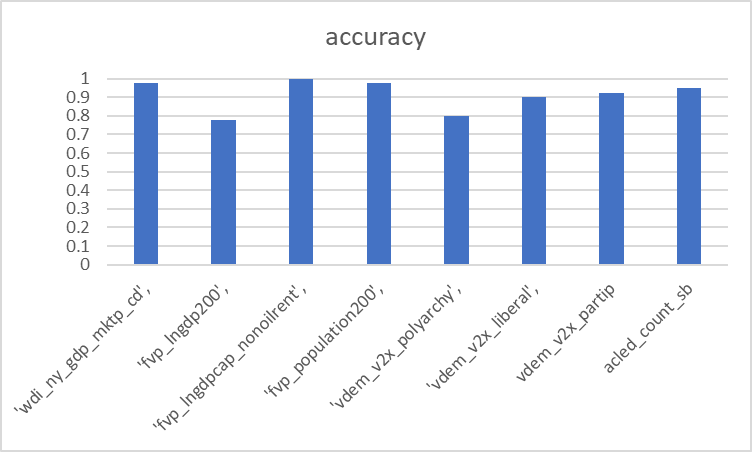 accuracy
1
0.9
0.8
0.7
0.6
0.5
0.4
0.3
0.2
0.1
0
'wdi_ny_gdp_mktp_cd',
'fvp_lngdp200',
'fvp_lngdpcap_nonoilrent',
'fvp_population200',
'vdem_v2x_polyarchy',
'vdem_v2x_liberal',
vdem_v2x_partip
acled_count_sb